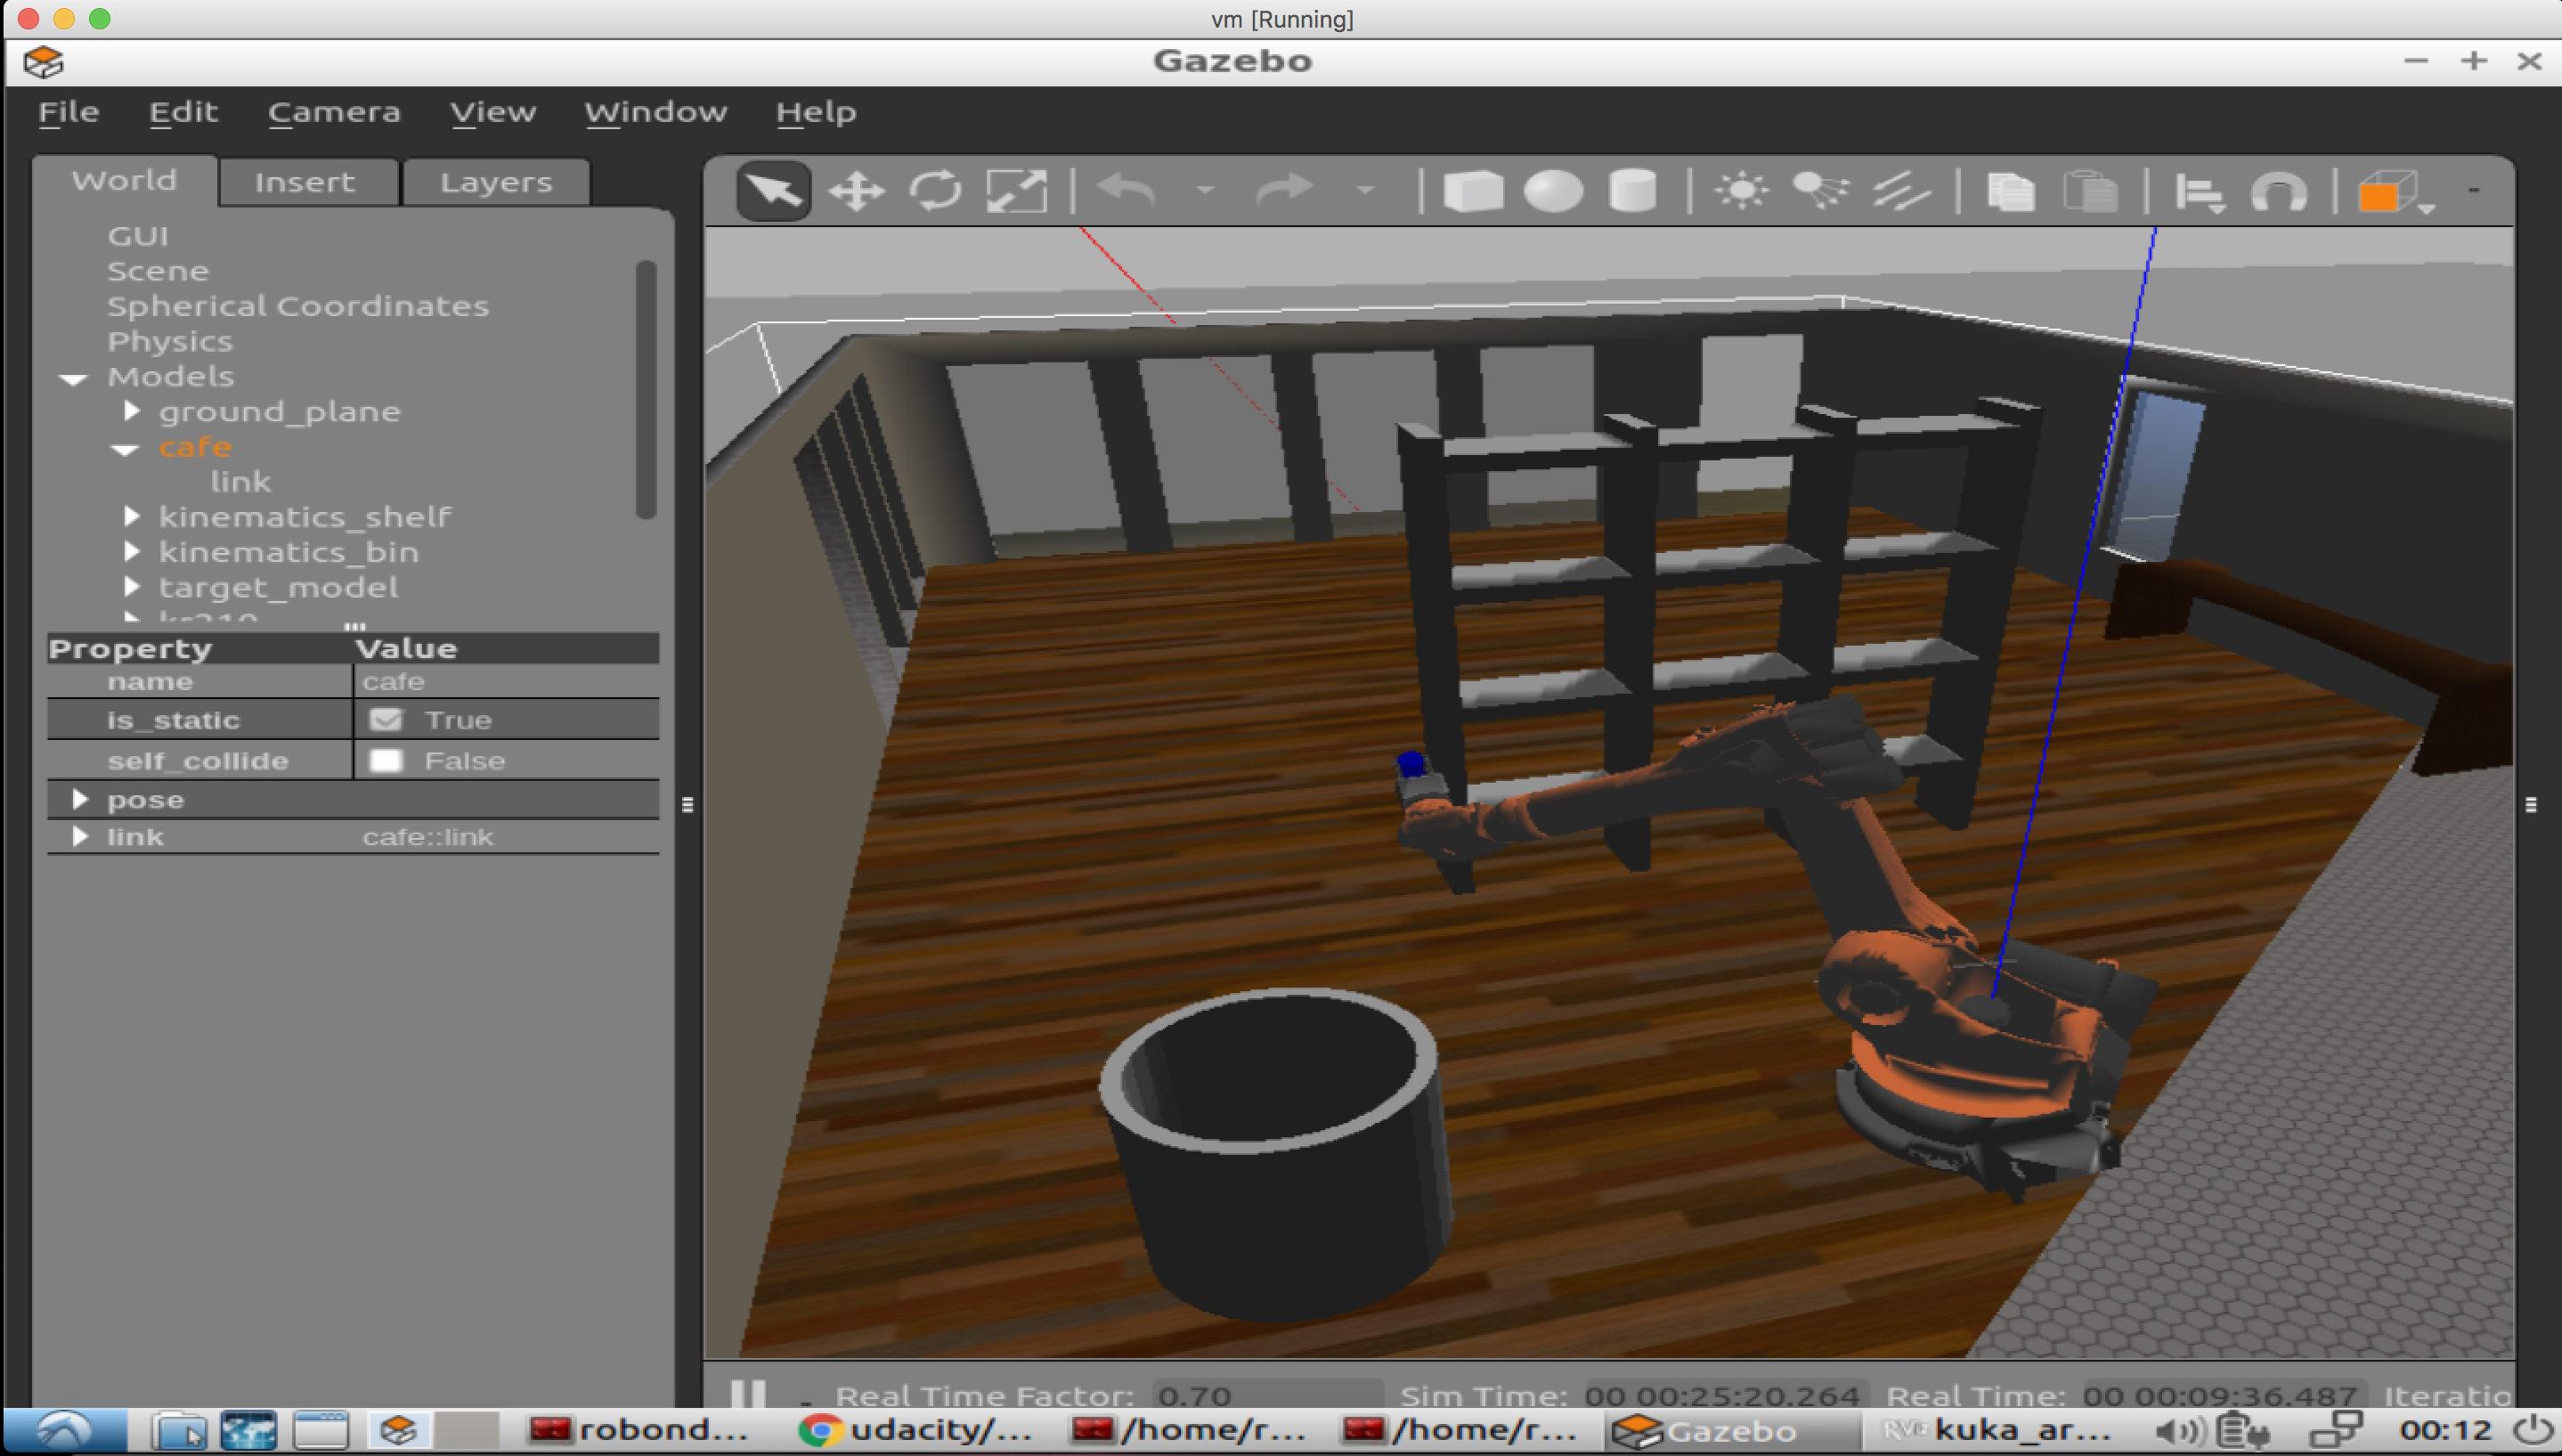 vm [Running]
Gazebo
File Edit Camera View Window Help
World Insert Layers
GUI
Scene
Spherical Coordinates
Physics
Models
ground_plane
cafe
link
kinematics_shelf
kinematics_bin
target_model
kr210
Property Value
name cafe
is_static True
self_collide False
pose
link cafe::link
Real Time Factor: 0.70 Sim Time: 00 00:25:20.264 Real Time: 00 00:09:36.487 Iteratio
robond... udacity/... /home/r... /home/r... Gazebo RViz kuka_ar... 00:12